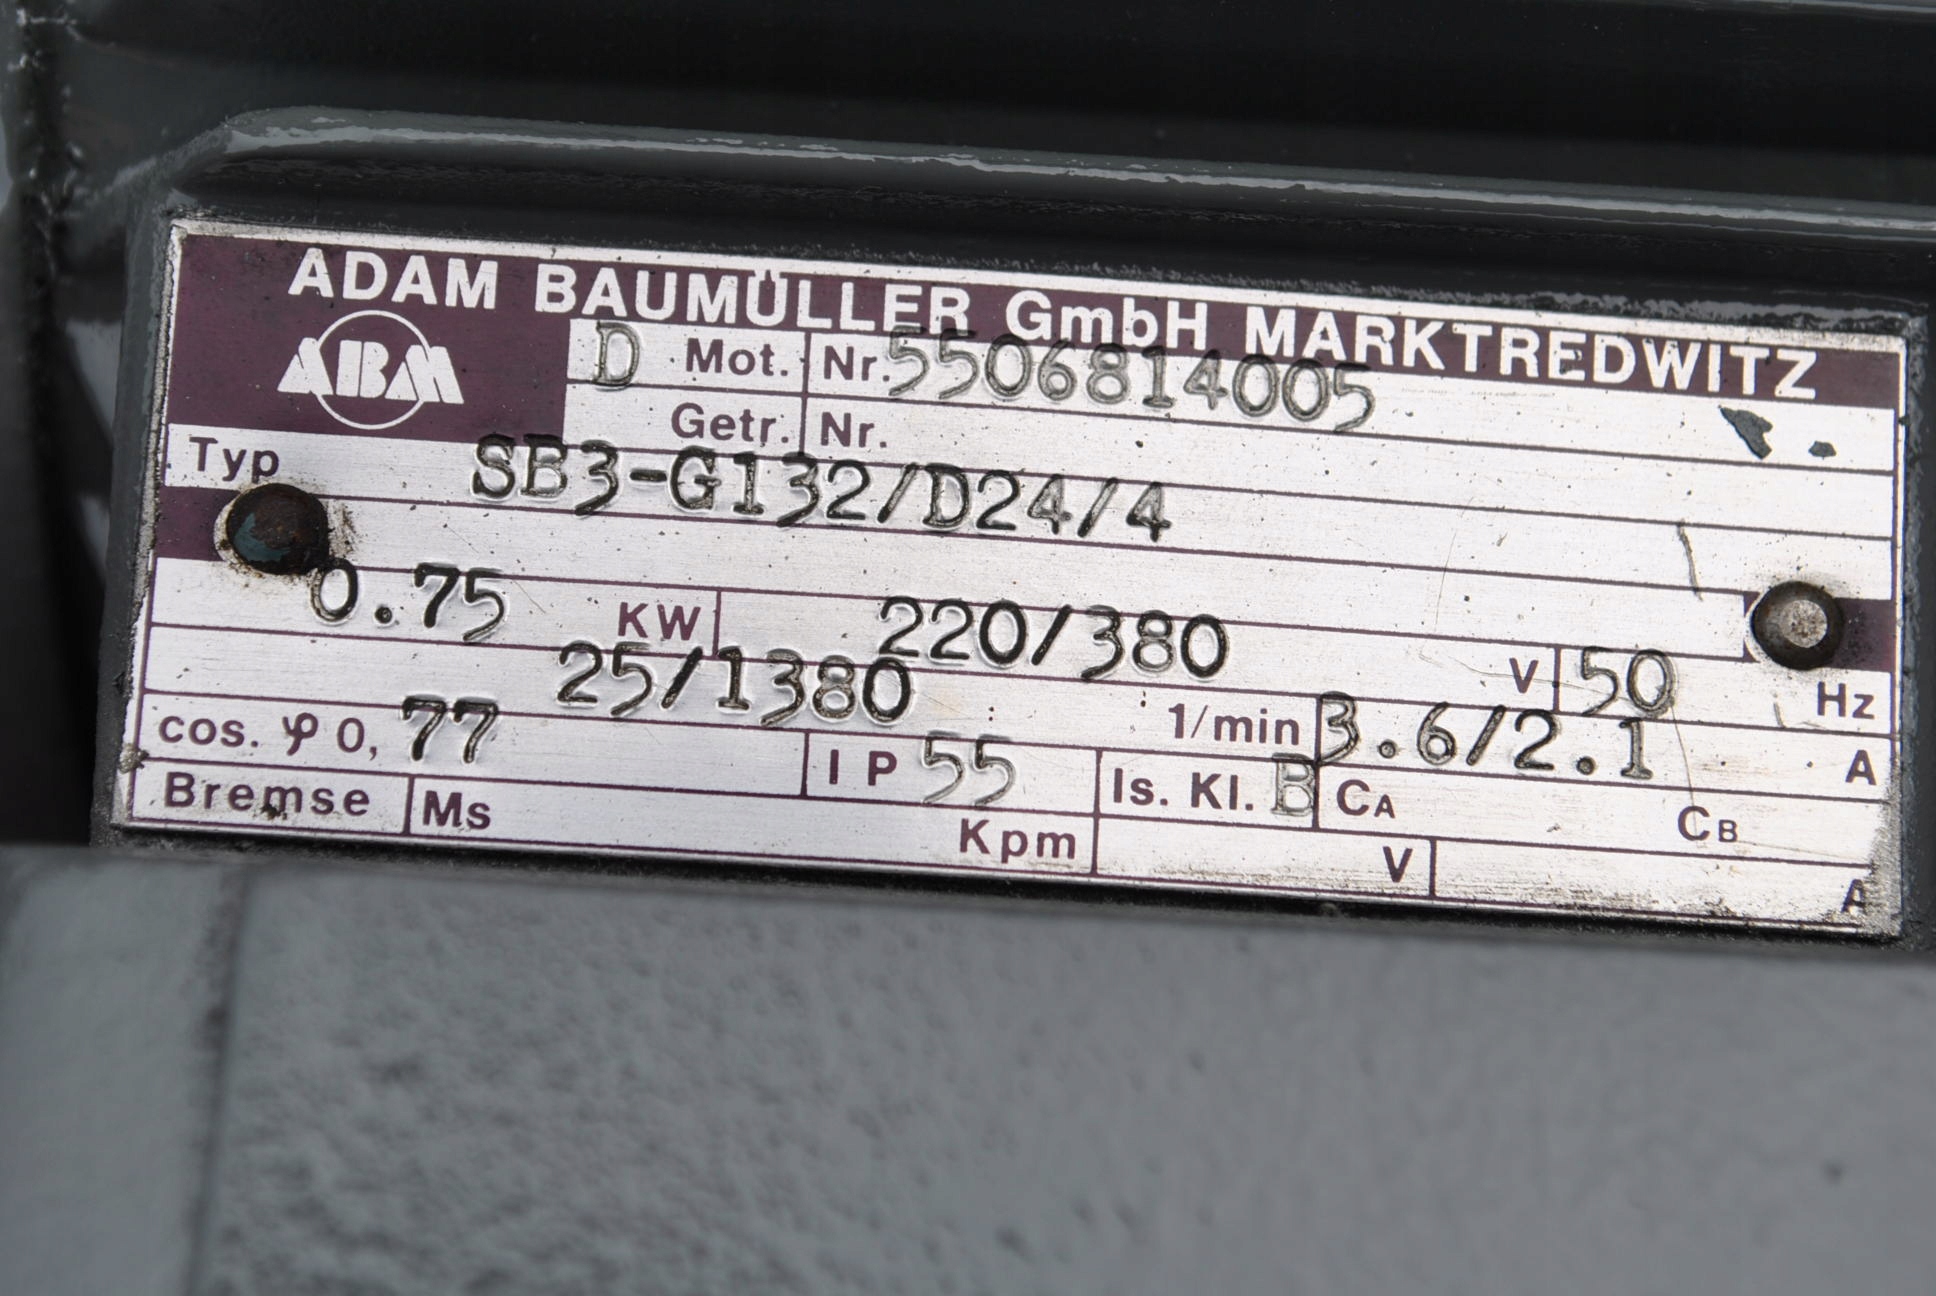 ADAM BAUMÜLLER GmbH MARKTREDWITZ
ABM
D Mot. Nr. 5506814005
Getr. Nr.
Typ SB3-G132/D24/4
0.75 KW 220/380 V 50 Hz
25/1380 1/min 3.6/2.1 A
cos. φ 0, 77 IP 55 Is. Kl. B CA CB
Bremse Ms Kpm V A